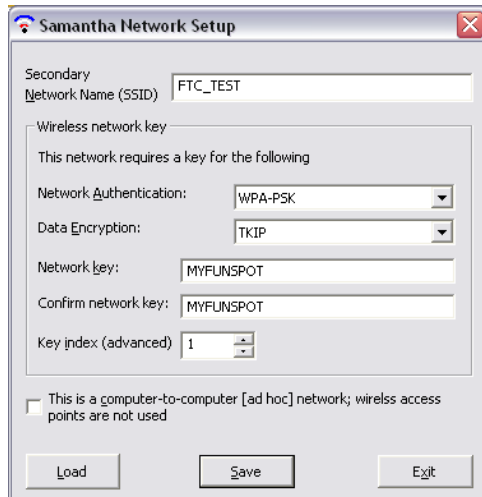 Samantha Network Setup
Secondary
Network Name (SSID) FTC_TEST
Wireless network key
This network requires a key for the following
Network Authentication: WPA-PSK
Data Encryption: TKIP
Network key: MYFUNSPOT
Confirm network key: MYFUNSPOT
Key index (advanced) 1
This is a computer-to-computer [ad hoc] network; wirelss access
points are not used
Load Save Exit